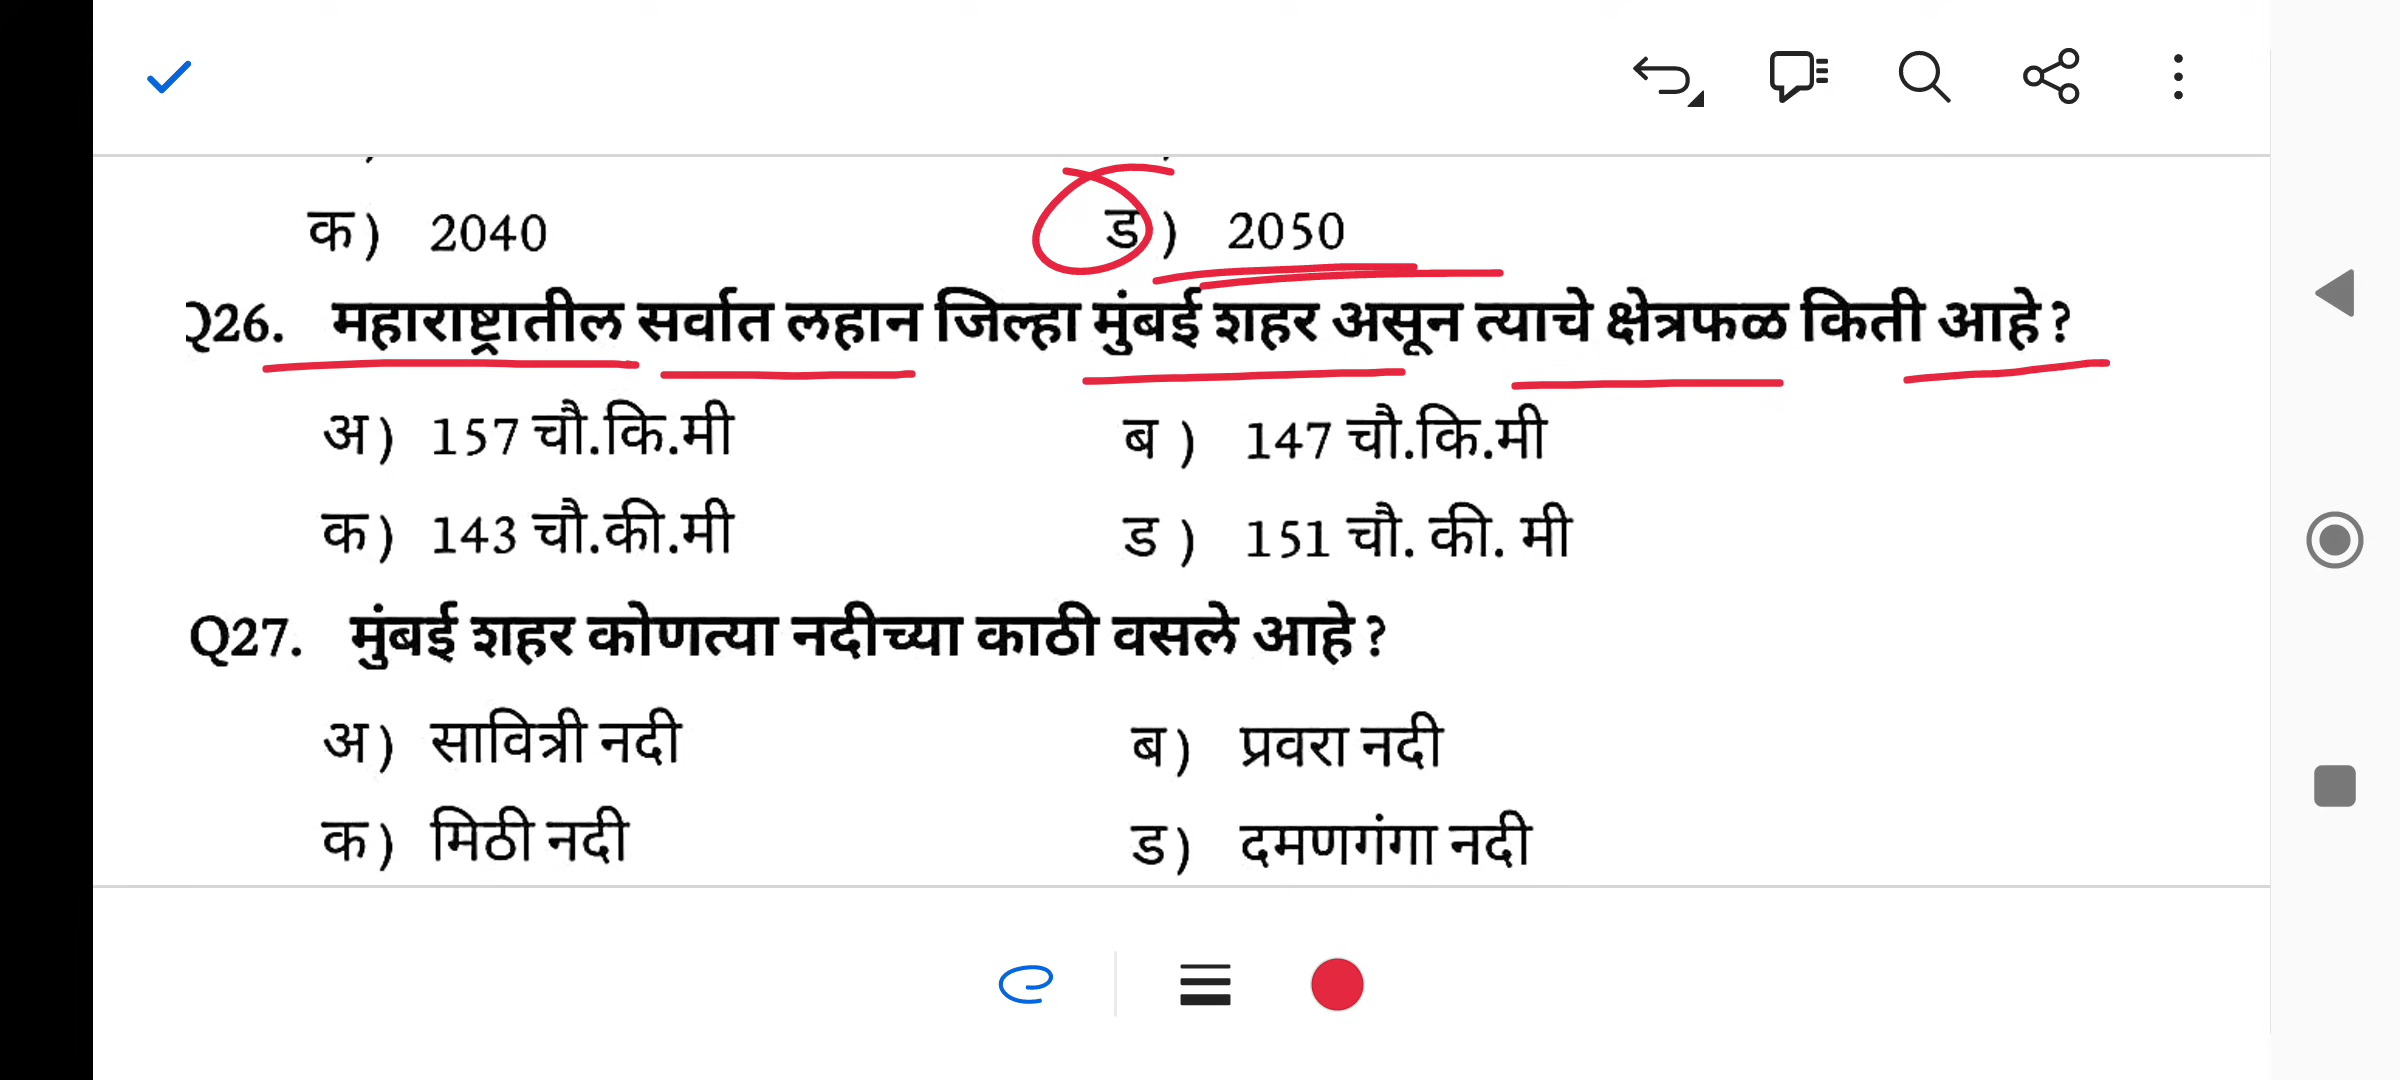 क) 2040 ड) 2050
Q26. महाराष्ट्रातील सर्वात लहान जिल्हा मुंबई शहर असून त्याचे क्षेत्रफळ किती आहे?
अ) 157 चौ.कि.मी ब ) 147 चौ.कि.मी
क) 143 चौ.की.मी ड ) 151 चौ. की. मी
Q27. मुंबई शहर कोणत्या नदीच्या काठी वसले आहे?
अ) सावित्री नदी ब) प्रवरा नदी
क) मिठी नदी ड) दमणगंगा नदी